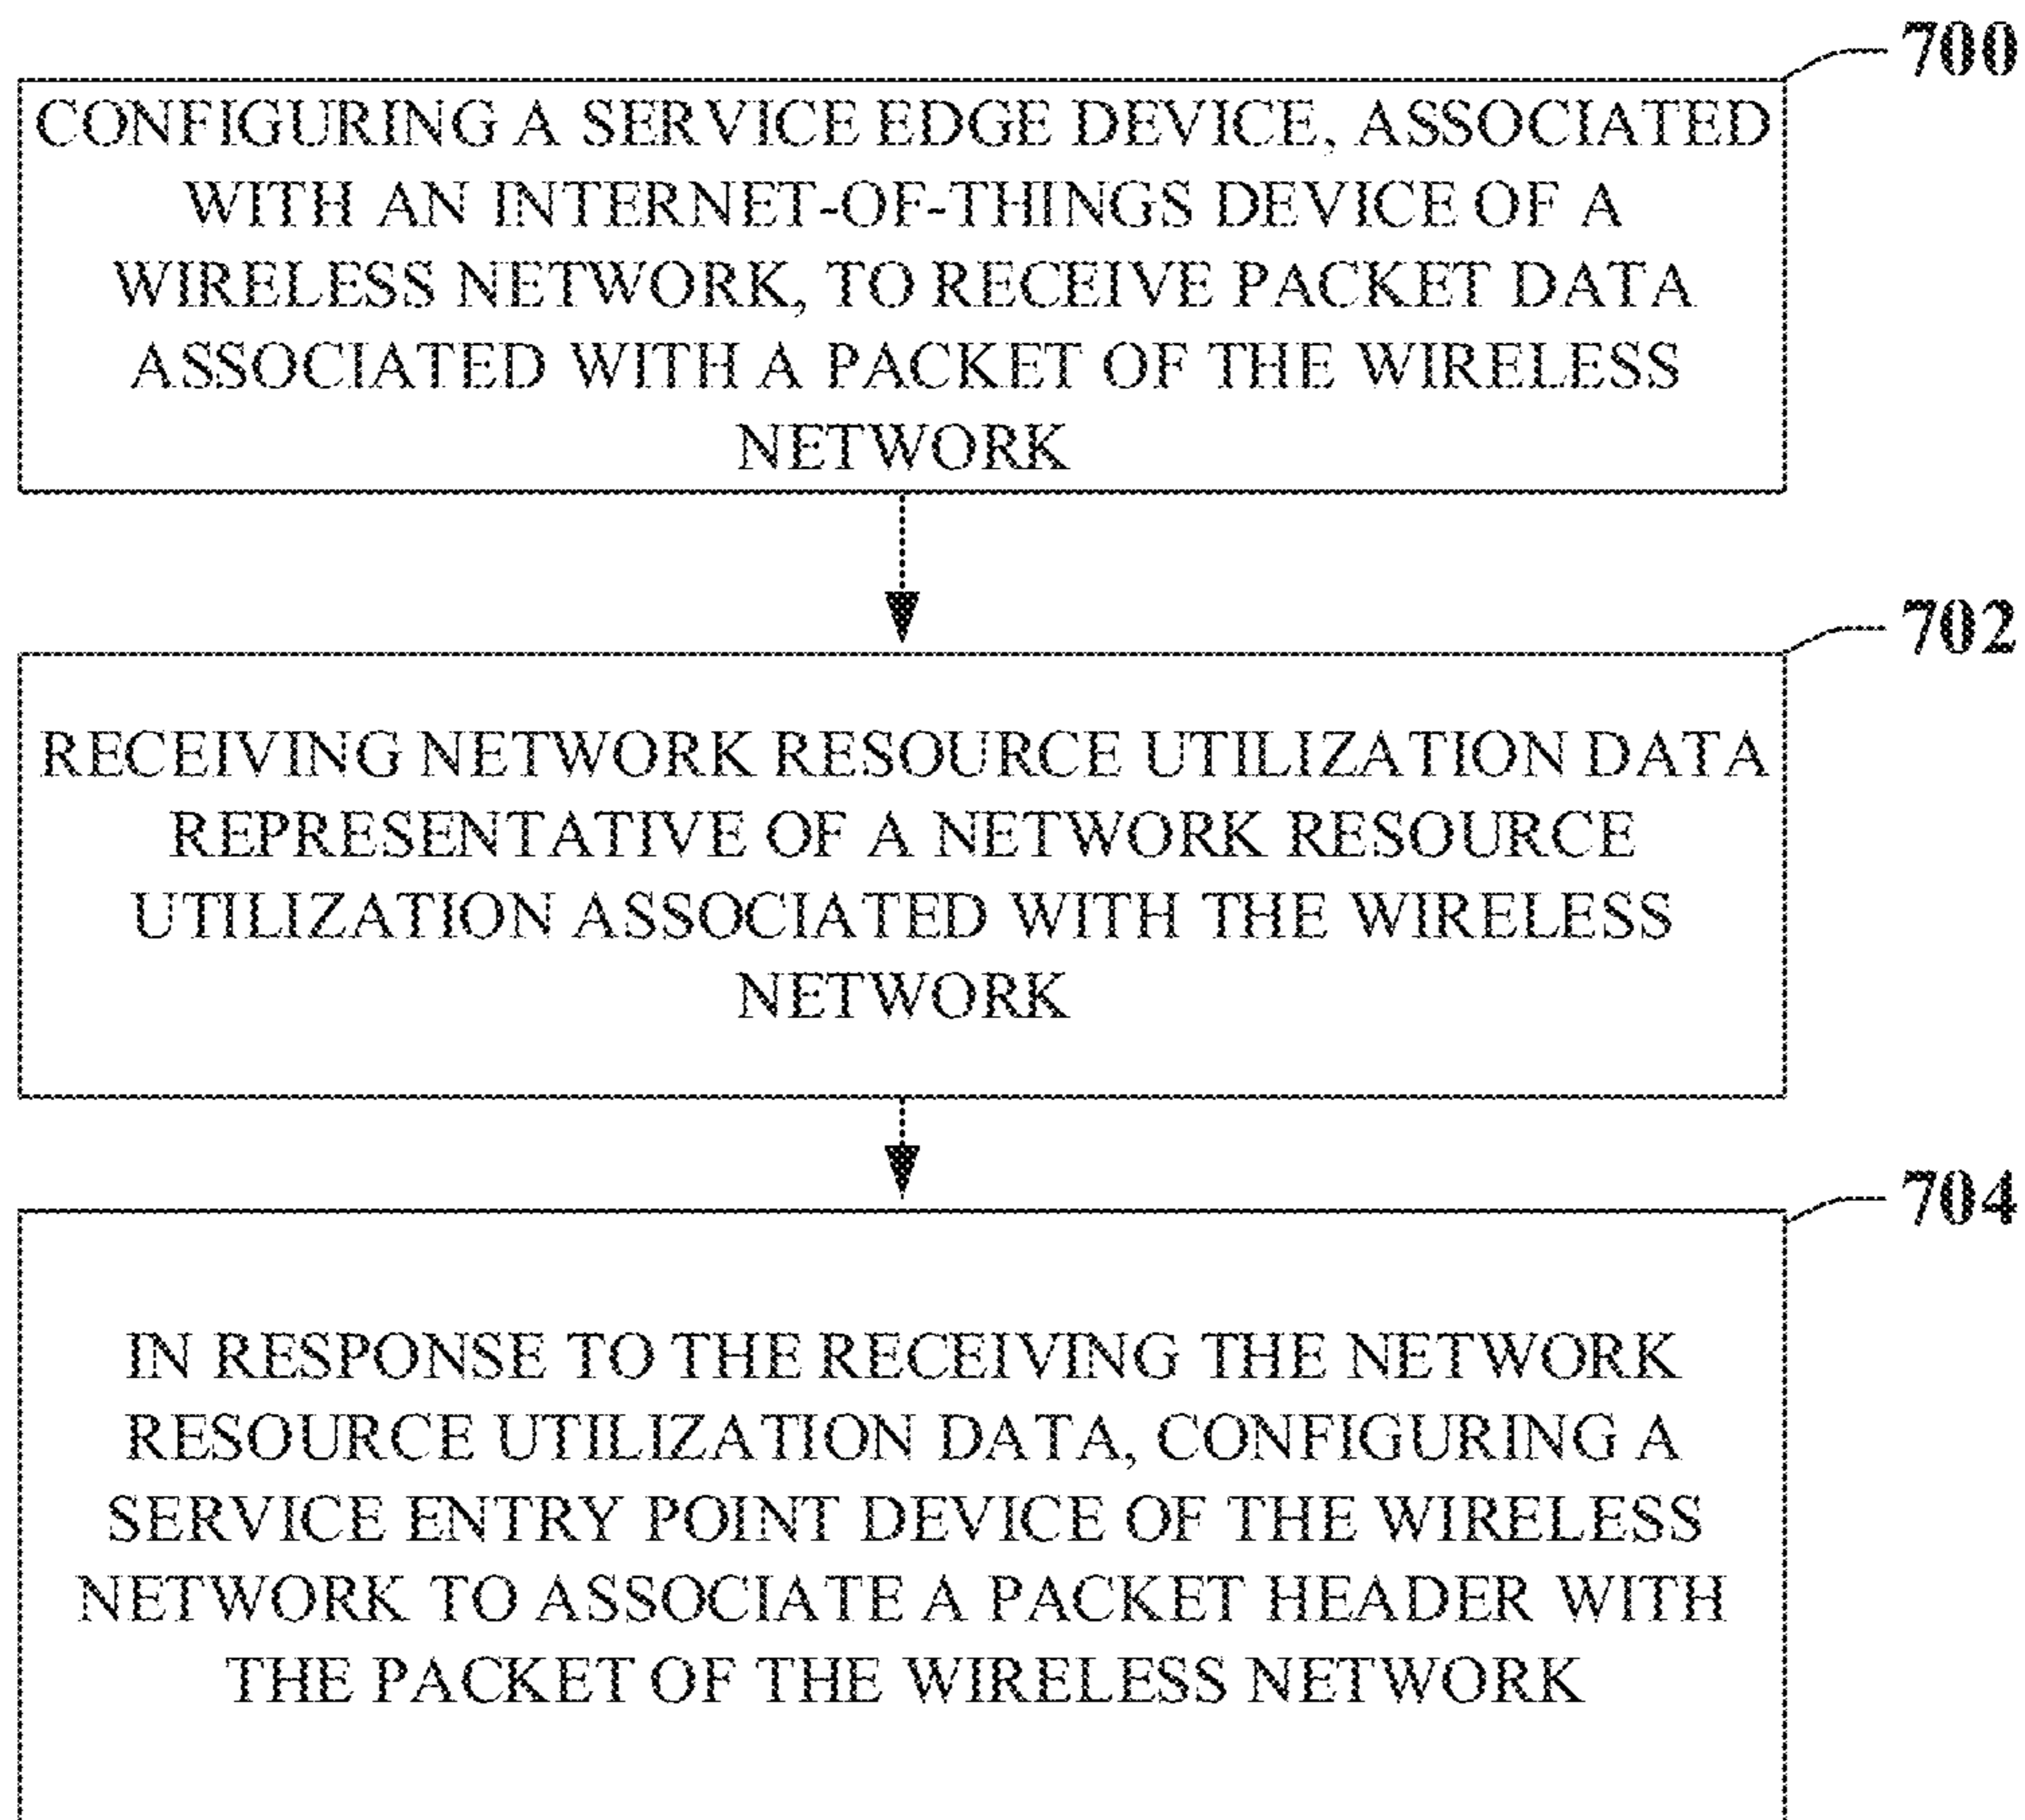 700
CONFIGURING A SERVICE EDGE DEVICE, ASSOCIATED
WITH AN INTERNET-OF-THINGS DEVICE OF A
WIRELESS NETWORK, TO RECEIVE PACKET DATA
ASSOCIATED WITH A PACKET OF THE WIRELESS
NETWORK
702
RECEIVING NETWORK RESOURCE UTILIZATION DATA
REPRESENTATIVE OF A NETWORK RESOURCE
UTILIZATION ASSOCIATED WITH THE WIRELESS
NETWORK
704
IN RESPONSE TO THE RECEIVING THE NETWORK
RESOURCE UTILIZATION DATA, CONFIGURING A
SERVICE ENTRY POINT DEVICE OF THE WIRELESS
NETWORK TO ASSOCIATE A PACKET HEADER WITH
THE PACKET OF THE WIRELESS NETWORK